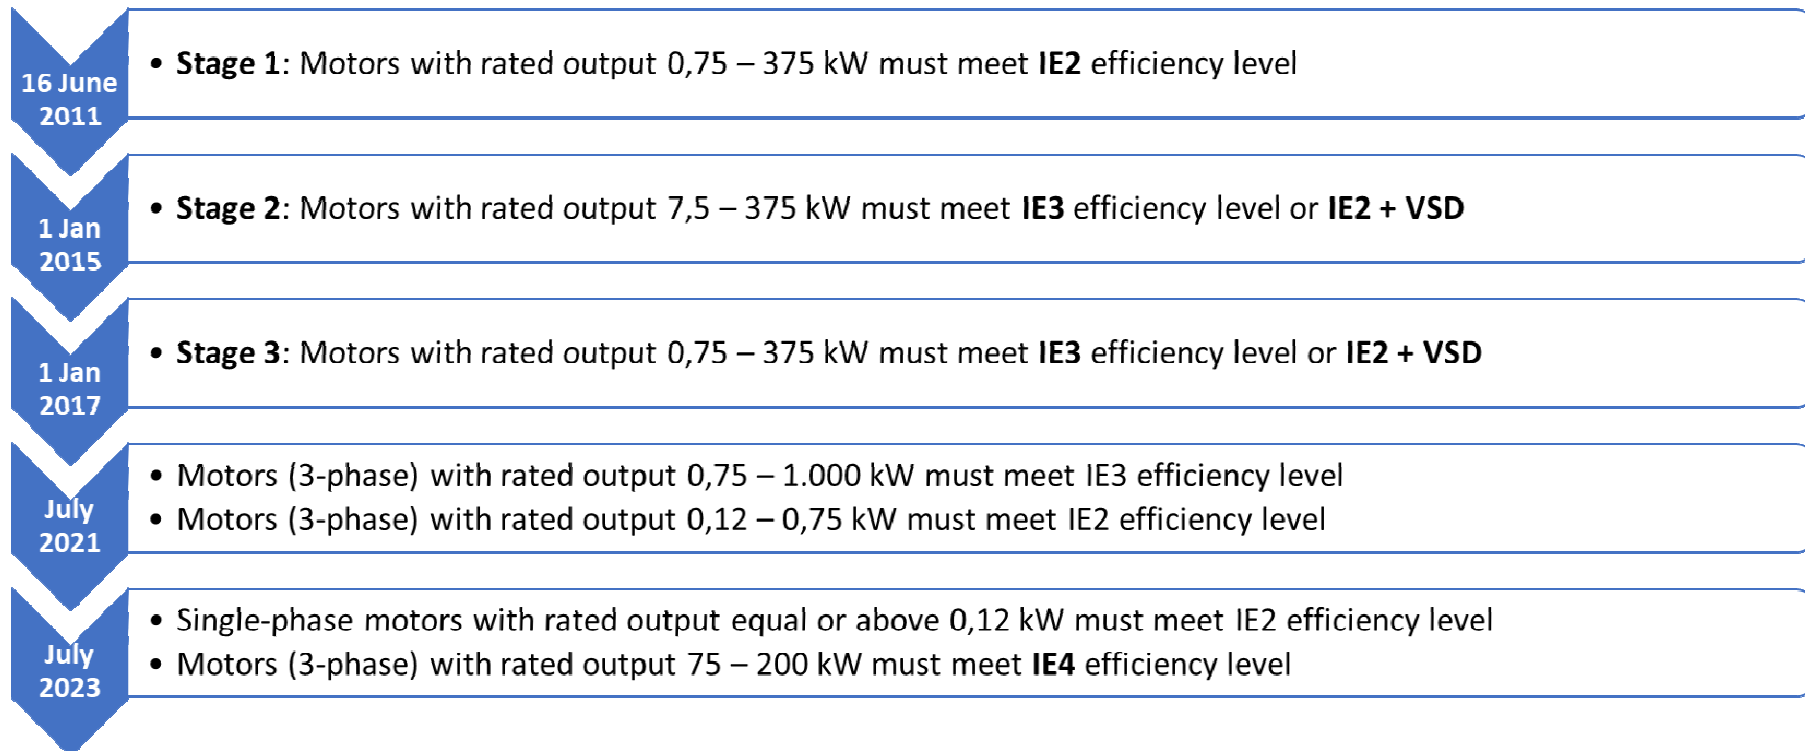 16 June
2011
• Stage 1: Motors with rated output 0,75 – 375 kW must meet IE2 efficiency level
1 Jan
2015
• Stage 2: Motors with rated output 7,5 – 375 kW must meet IE3 efficiency level or IE2 + VSD
1 Jan
2017
• Stage 3: Motors with rated output 0,75 – 375 kW must meet IE3 efficiency level or IE2 + VSD
July
2021
• Motors (3-phase) with rated output 0,75 – 1.000 kW must meet IE3 efficiency level
• Motors (3-phase) with rated output 0,12 – 0,75 kW must meet IE2 efficiency level
July
2023
• Single-phase motors with rated output equal or above 0,12 kW must meet IE2 efficiency level
• Motors (3-phase) with rated output 75 – 200 kW must meet IE4 efficiency level